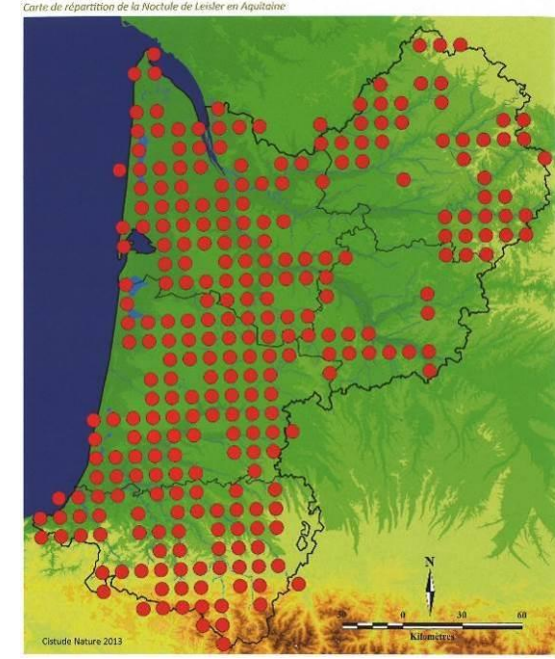 Carte de répartition de la Noctule de Leisler en Aquitaine
N
0 30 60
Kilomètres
Cistude Nature 2013